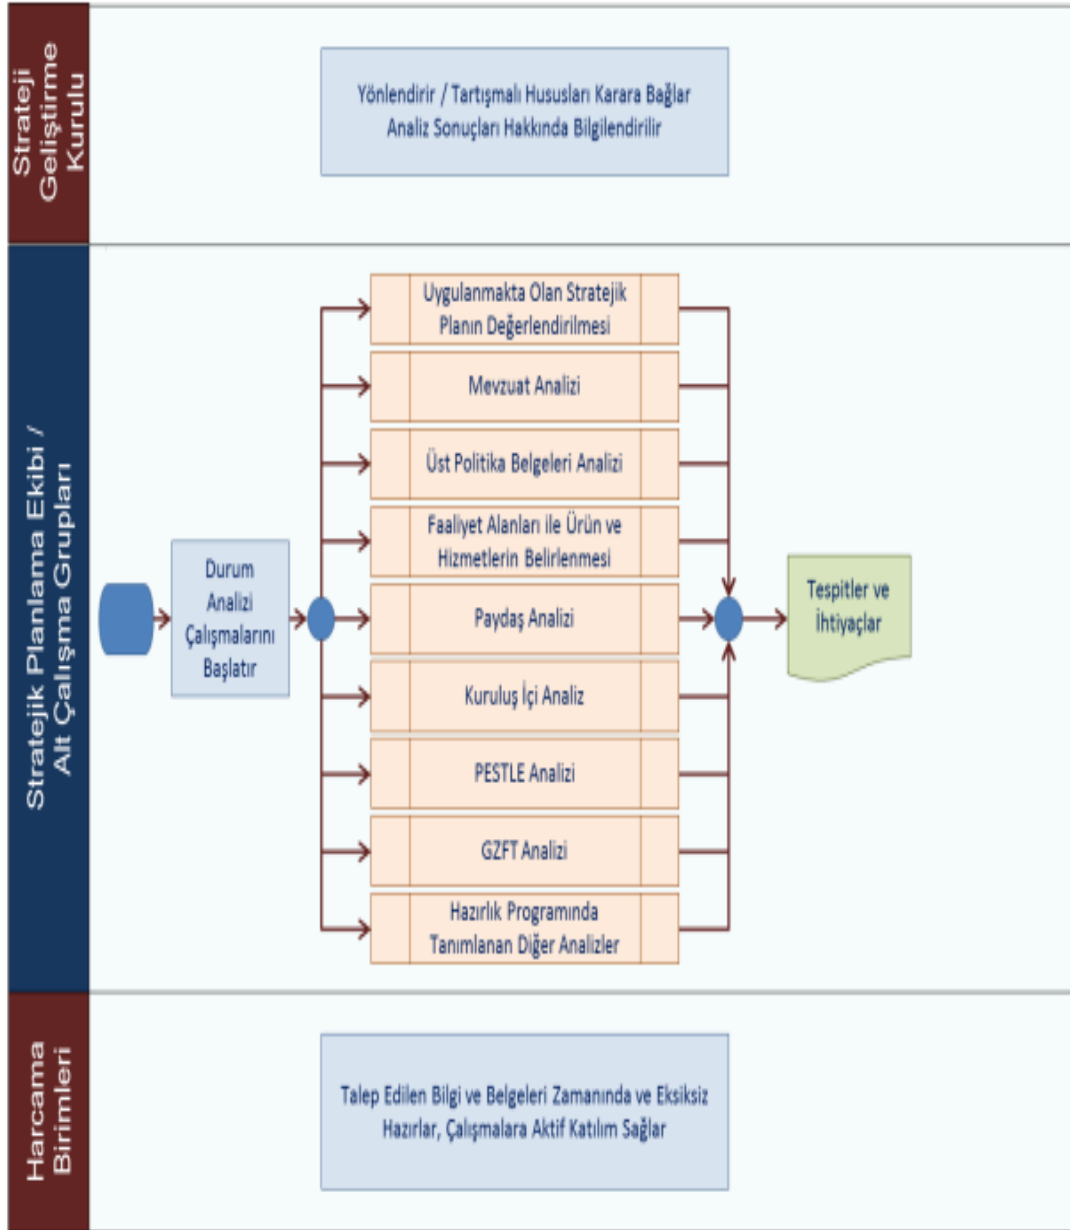 Strateji
Geliştirme
Kurulu
Yönlendirir / Tartışmalı Hususları Karara Bağlar
Analiz Sonuçları Hakkında Bilgilendirilir
Stratejik Planlama Ekibi /
Alt Çalışma Grupları
Durum
Analizi
Çalışmalarını
Başlatır
Uygulanmakta Olan Stratejik
Planın Değerlendirilmesi
Mevzuat Analizi
Üst Politika Belgeleri Analizi
Faaliyet Alanları ile Ürün ve
Hizmetlerin Belirlenmesi
Paydaş Analizi
Kuruluş İçi Analiz
PESTLE Analizi
GZFT Analizi
Hazırlık Programında
Tanımlanan Diğer Analizler
Tespitler ve
İhtiyaçlar
Harcama
Birimleri
Talep Edilen Bilgi ve Belgeleri Zamanında ve Eksiksiz
Hazırlar, Çalışmalara Aktif Katılım Sağlar